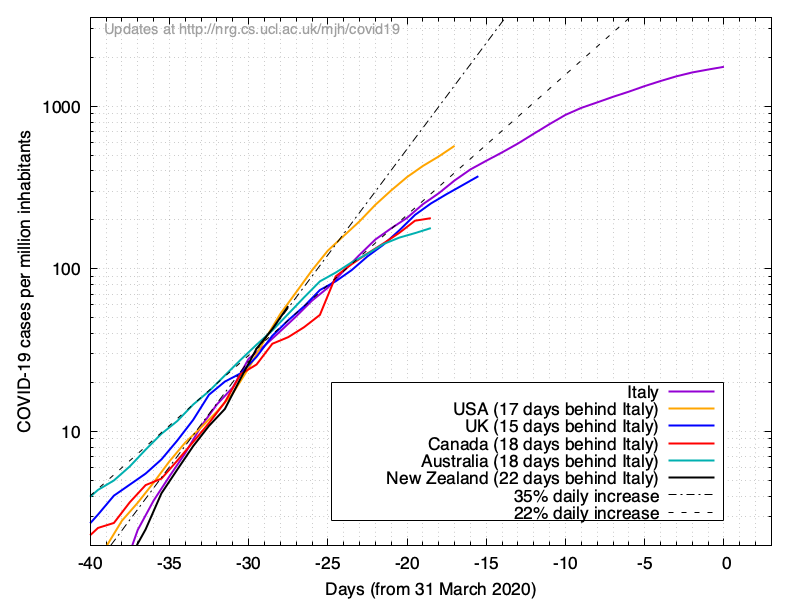 Updates at http://nrg.cs.ucl.ac.uk/mjh/covid19
COVID-19 cases per million inhabitants
1000
100
10
Italy
USA (17 days behind Italy)
UK (15 days behind Italy)
Canada (18 days behind Italy)
Australia (18 days behind Italy)
New Zealand (22 days behind Italy)
35% daily increase
22% daily increase
-40 -35 -30 -25 -20 -15 -10 -5 0
Days (from 31 March 2020)